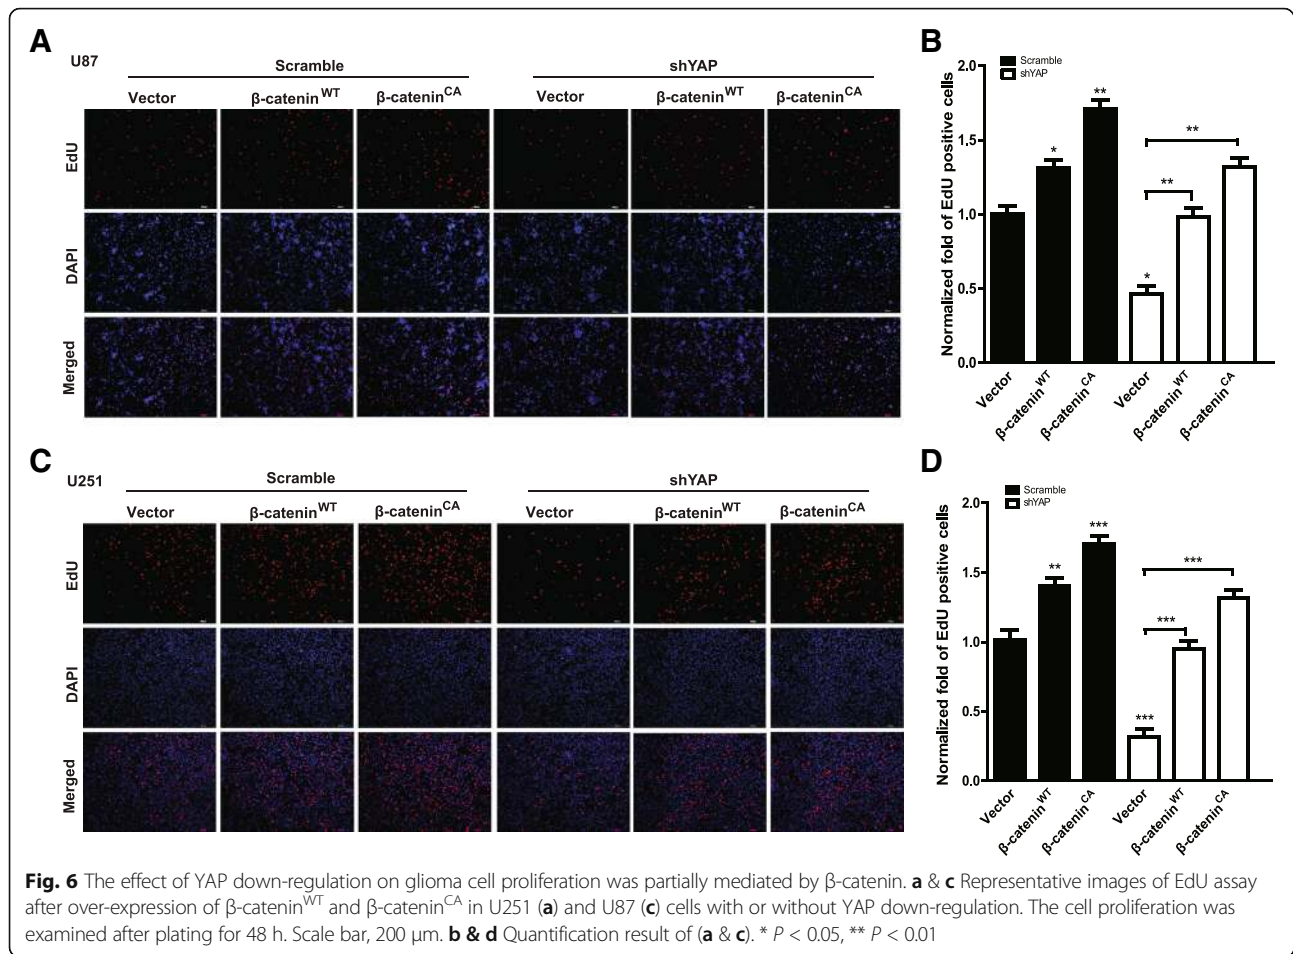 A
U87
Scramble
shYAP
Vector
β-catenin^WT
β-catenin^CA
Vector
β-catenin^WT
β-catenin^CA
EdU
DAPI
Merged
B
Normalized fold of EdU positive cells
2.0
1.5
1.0
0.5
0.0
Scramble
shYAP
*
**
*
**
**
Vector
β-catenin^WT
β-catenin^CA
Vector
β-catenin^WT
β-catenin^CA
C
U251
Scramble
shYAP
Vector
β-catenin^WT
β-catenin^CA
Vector
β-catenin^WT
β-catenin^CA
EdU
DAPI
Merged
D
Normalized fold of EdU positive cells
2.0
1.5
1.0
0.5
0.0
Scramble
shYAP
**
***
***
***
***
Vector
β-catenin^WT
β-catenin^CA
Vector
β-catenin^WT
β-catenin^CA
Fig. 6 The effect of YAP down-regulation on glioma cell proliferation was partially mediated by β-catenin. a & c Representative images of EdU assay
after over-expression of β-catenin^WT and β-catenin^CA in U251 (a) and U87 (c) cells with or without YAP down-regulation. The cell proliferation was
examined after plating for 48 h. Scale bar, 200 μm. b & d Quantification result of (a & c). * P < 0.05, ** P < 0.01